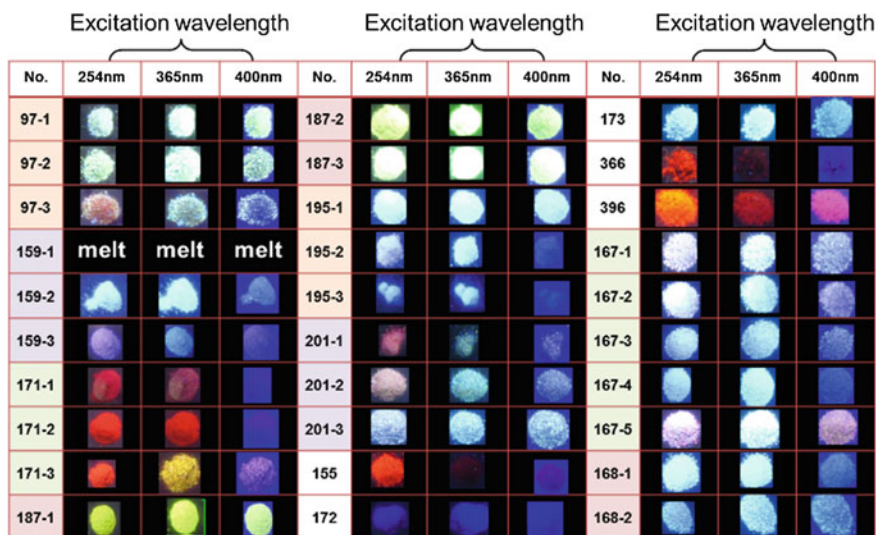 Excitation wavelength Excitation wavelength Excitation wavelength
No. 254nm 365nm 400nm No. 254nm 365nm 400nm No. 254nm 365nm 400nm
97-1 187-2 173
97-2 187-3 366
97-3 195-1 396
159-1 melt melt melt 195-2 167-1
159-2 195-3 167-2
159-3 201-1 167-3
171-1 201-2 167-4
171-2 201-3 167-5
171-3 155 168-1
187-1 172 168-2